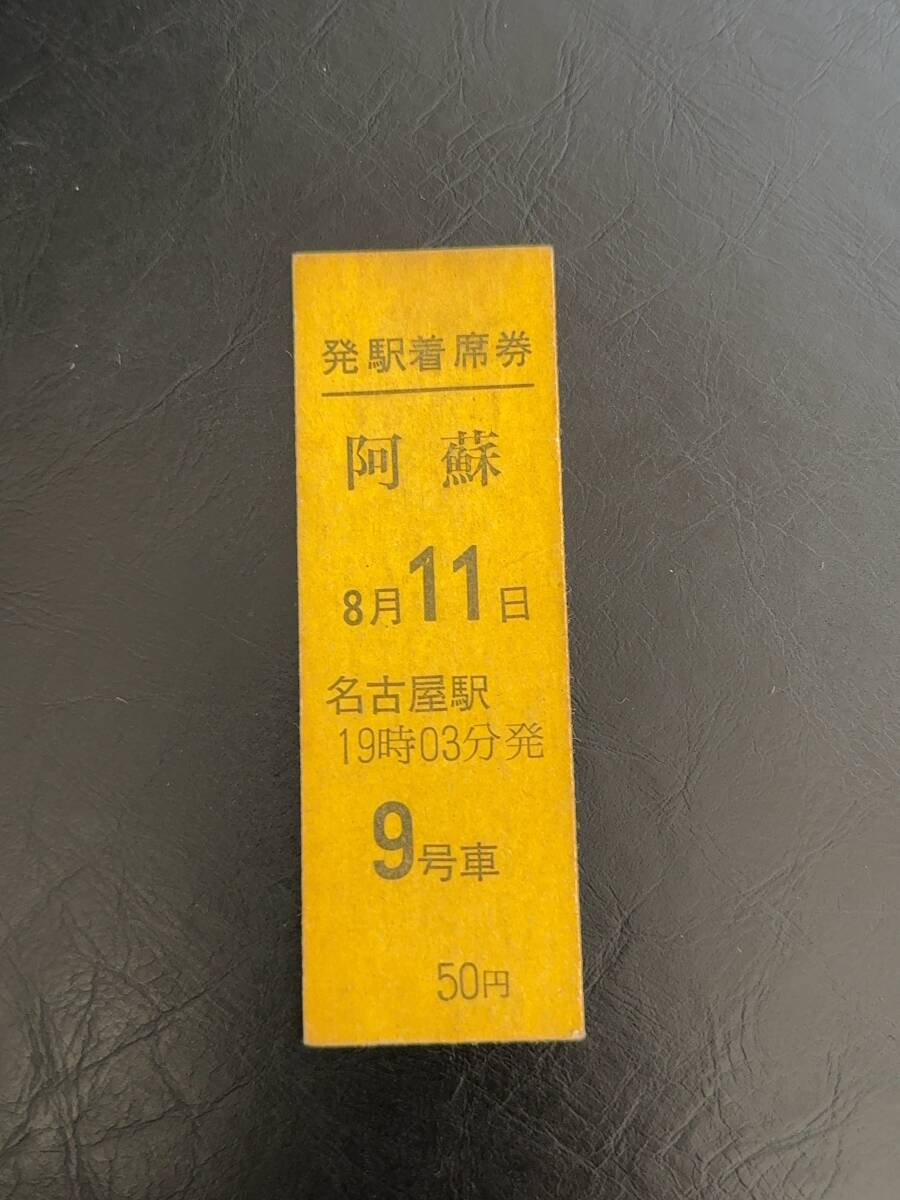 発駅着席券
阿蘇
8月11日
名古屋駅
19時03分発
9号車
50円